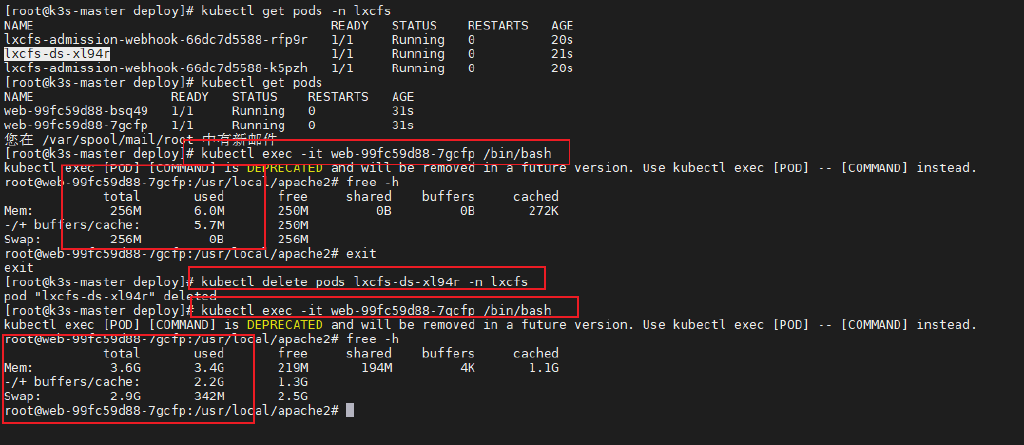 [root@k3s-master deploy]# kubectl get pods -n lxcfs
NAME READY STATUS RESTARTS AGE
lxcfs-admission-webhook-66dc7d5588-rfp9r 1/1 Running 0 20s
lxcfs-ds-xl94r 1/1 Running 0 21s
lxcfs-admission-webhook-66dc7d5588-k5pzh 1/1 Running 0 20s
[root@k3s-master deploy]# kubectl get pods
NAME READY STATUS RESTARTS AGE
web-99fc59d88-bsq49 1/1 Running 0 31s
web-99fc59d88-7gcfp 1/1 Running 0 31s
您在 /var/spool/mail/root 中有新邮件
[root@k3s-master deploy]# kubectl exec -it web-99fc59d88-7gcfp /bin/bash
kubectl exec [POD] [COMMAND] is DEPRECATED and will be removed in a future version. Use kubectl exec [POD] -- [COMMAND] instead.
root@web-99fc59d88-7gcfp:/usr/local/apache2# free -h
total used free shared buffers cached
Mem: 256M 6.0M 250M 0B 0B 272K
-/+ buffers/cache: 5.7M 250M
Swap: 256M 0B 256M
root@web-99fc59d88-7gcfp:/usr/local/apache2# exit
exit
[root@k3s-master deploy]# kubectl delete pods lxcfs-ds-xl94r -n lxcfs
pod "lxcfs-ds-xl94r" deleted
[root@k3s-master deploy]# kubectl exec -it web-99fc59d88-7gcfp /bin/bash
kubectl exec [POD] [COMMAND] is DEPRECATED and will be removed in a future version. Use kubectl exec [POD] -- [COMMAND] instead.
root@web-99fc59d88-7gcfp:/usr/local/apache2# free -h
total used free shared buffers cached
Mem: 3.6G 3.4G 219M 194M 4K 1.1G
-/+ buffers/cache: 2.2G 1.3G
Swap: 2.9G 342M 2.5G
root@web-99fc59d88-7gcfp:/usr/local/apache2#